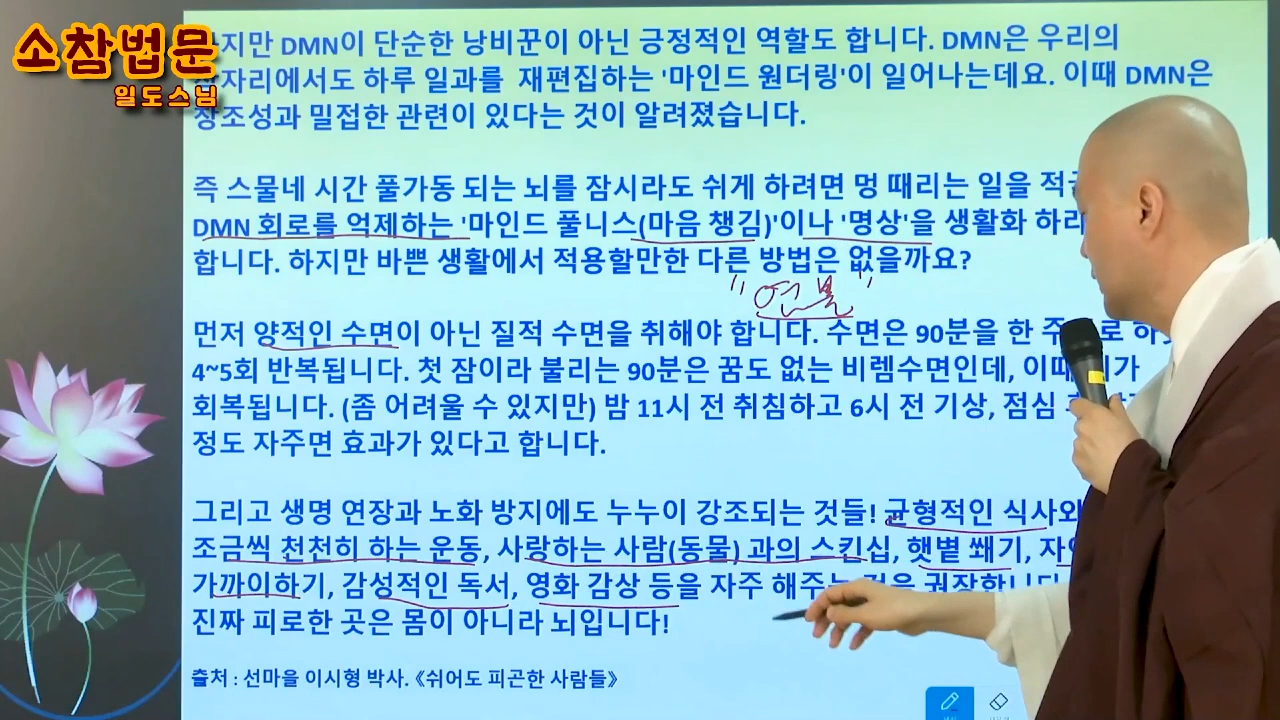 소참법문
일도스님
하지만 DMN이 단순한 낭비꾼이 아닌 긍정적인 역할도 합니다. DMN은 우리의
잠자리에서도 하루 일과를 재편집하는 '마인드 원더링'이 일어나는데요. 이때 DMN은
창조성과 밀접한 관련이 있다는 것이 알려졌습니다.
즉 스물네 시간 풀가동 되는 뇌를 잠시라도 쉬게 하려면 멍 때리는 일을
DMN 회로를 억제하는 '마인드 풀니스(마음 챙김)'이나 '명상'을 생활화
합니다. 하지만 바쁜 생활에서 적용할만한 다른 방법은 없을까요?
"연불"
먼저 양적인 수면이 아닌 질적 수면을 취해야 합니다. 수면은 90분을 한
4~5회 반복됩니다. 첫 잠이라 불리는 90분은 꿈도 없는 비렘수면인데,
회복됩니다. (좀 어려울 수 있지만) 밤 11시 전 취침하고 6시 전 기상, 점심
정도 자주면 효과가 있다고 합니다.
그리고 생명 연장과 노화 방지에도 누누이 강조되는 것들! 균형적인 식사와
조금씩 천천히 하는 운동, 사랑하는 사람(동물) 과의 스킨십, 햇볕 쐐기,
가까이하기, 감성적인 독서, 영화 감상 등을 자주 해주는 것을 권장합니다
진짜 피로한 곳은 몸이 아니라 뇌입니다!
출처 : 선마을 이시형 박사. 《쉬어도 피곤한 사람들》